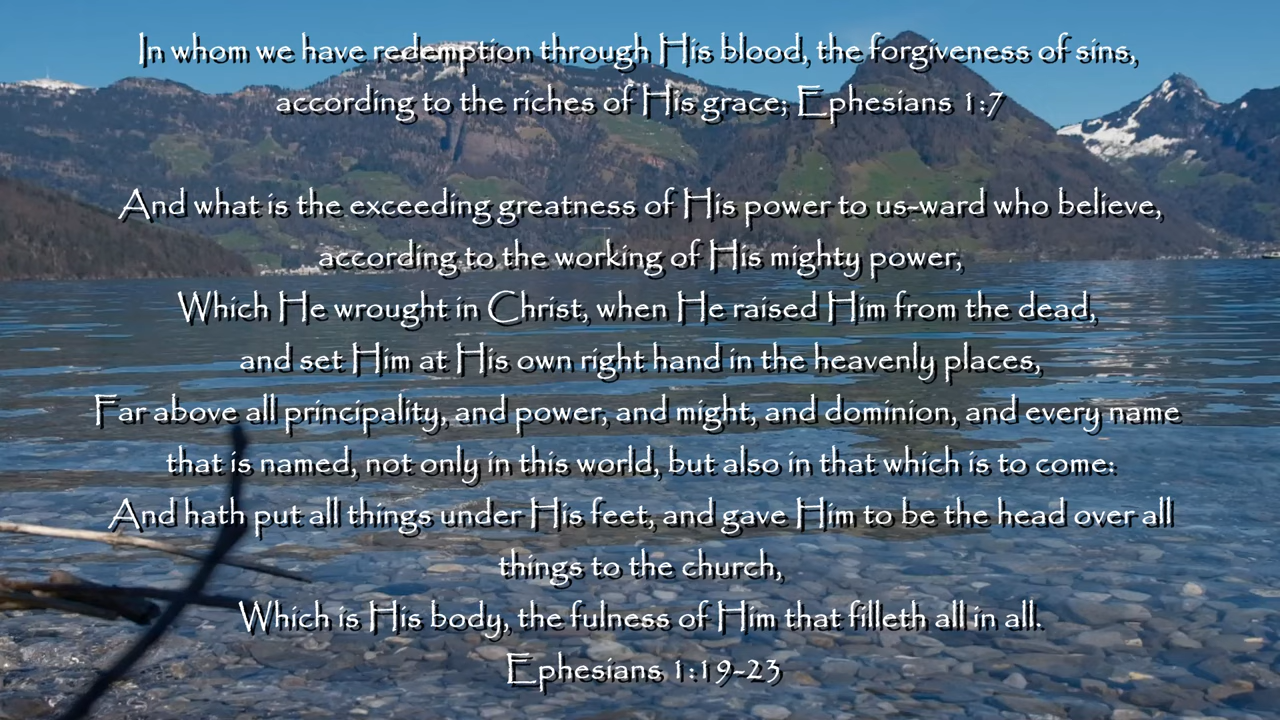 In whom we have redemption through His blood, the forgiveness of sins,
according to the riches of His grace; Ephesians 1:7
And what is the exceeding greatness of His power to us-ward who believe,
according to the working of His mighty power,
Which He wrought in Christ, when He raised Him from the dead,
and set Him at His own right hand in the heavenly places,
Far above all principality, and power, and might, and dominion, and every name
that is named, not only in this world, but also in that which is to come:
And hath put all things under His feet, and gave Him to be the head over all
things to the church,
Which is His body, the fulness of Him that filleth all in all.
Ephesians 1:19-23